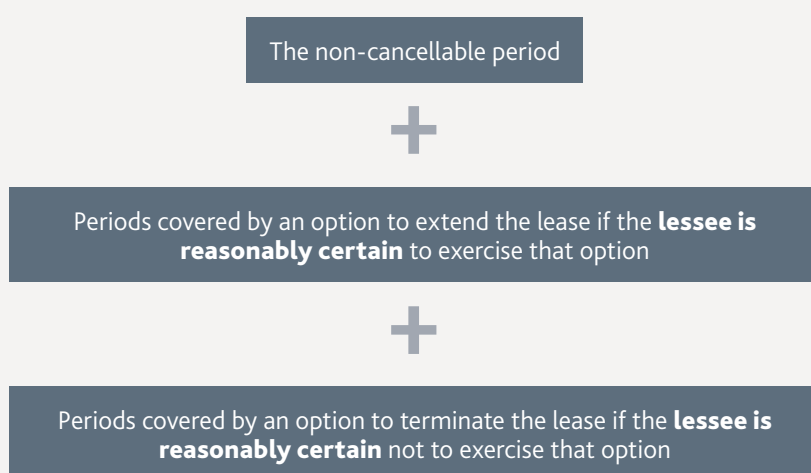 The non-cancellable period
+
Periods covered by an option to extend the lease if the lessee is
reasonably certain to exercise that option
+
Periods covered by an option to terminate the lease if the lessee is
reasonably certain not to exercise that option